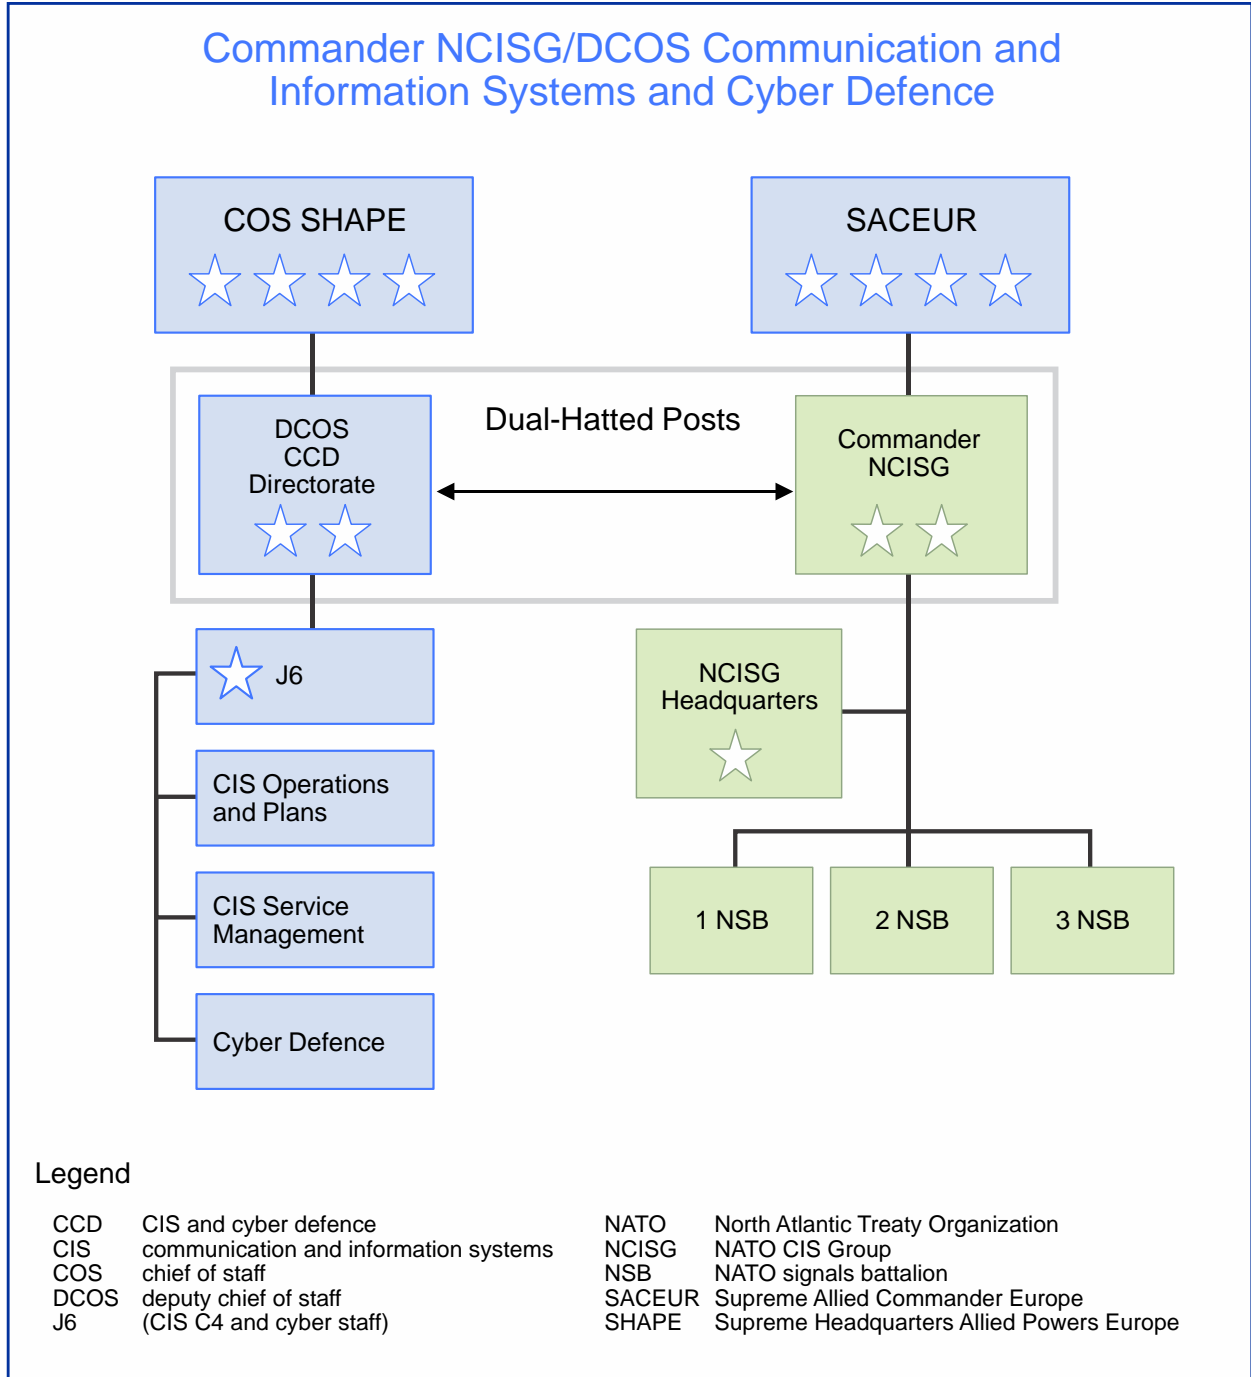 Commander NCISG/DCOS Communication and
Information Systems and Cyber Defence
COS SHAPE
SACEUR
Dual-Hatted Posts
DCOS
CCD
Directorate
Commander
NCISG
J6
CIS Operations
and Plans
CIS Service
Management
Cyber Defence
NCISG
Headquarters
1 NSB
2 NSB
3 NSB
Legend
CCD CIS and cyber defence
CIS communication and information systems
COS chief of staff
DCOS deputy chief of staff
J6 (CIS C4 and cyber staff)
NATO North Atlantic Treaty Organization
NCISG NATO CIS Group
NSB NATO signals battalion
SACEUR Supreme Allied Commander Europe
SHAPE Supreme Headquarters Allied Powers Europe